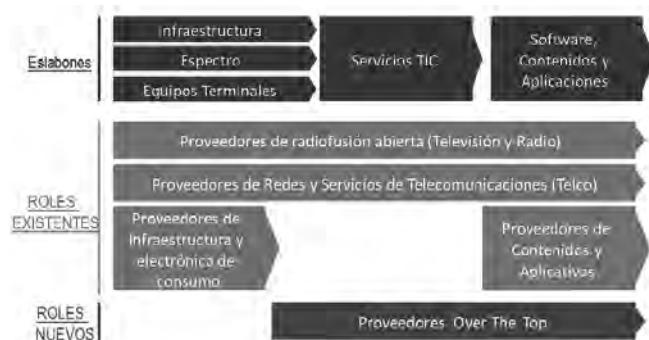 Eslabones
Infraestructura
Espectro
Equipos Terminales
Servicios TIC
Software,
Contenidos y
Aplicaciones
ROLES
EXISTENTES
Proveedores de radiofusión abierta (Televisión y Radio)
Proveedores de Redes y Servicios de Telecomunicaciones (Telco)
Proveedores de
Infraestructura y
electrónica de
consumo
Proveedores de
Contenidos y
Aplicativas
ROLES
NUEVOS
Proveedores Over The Top